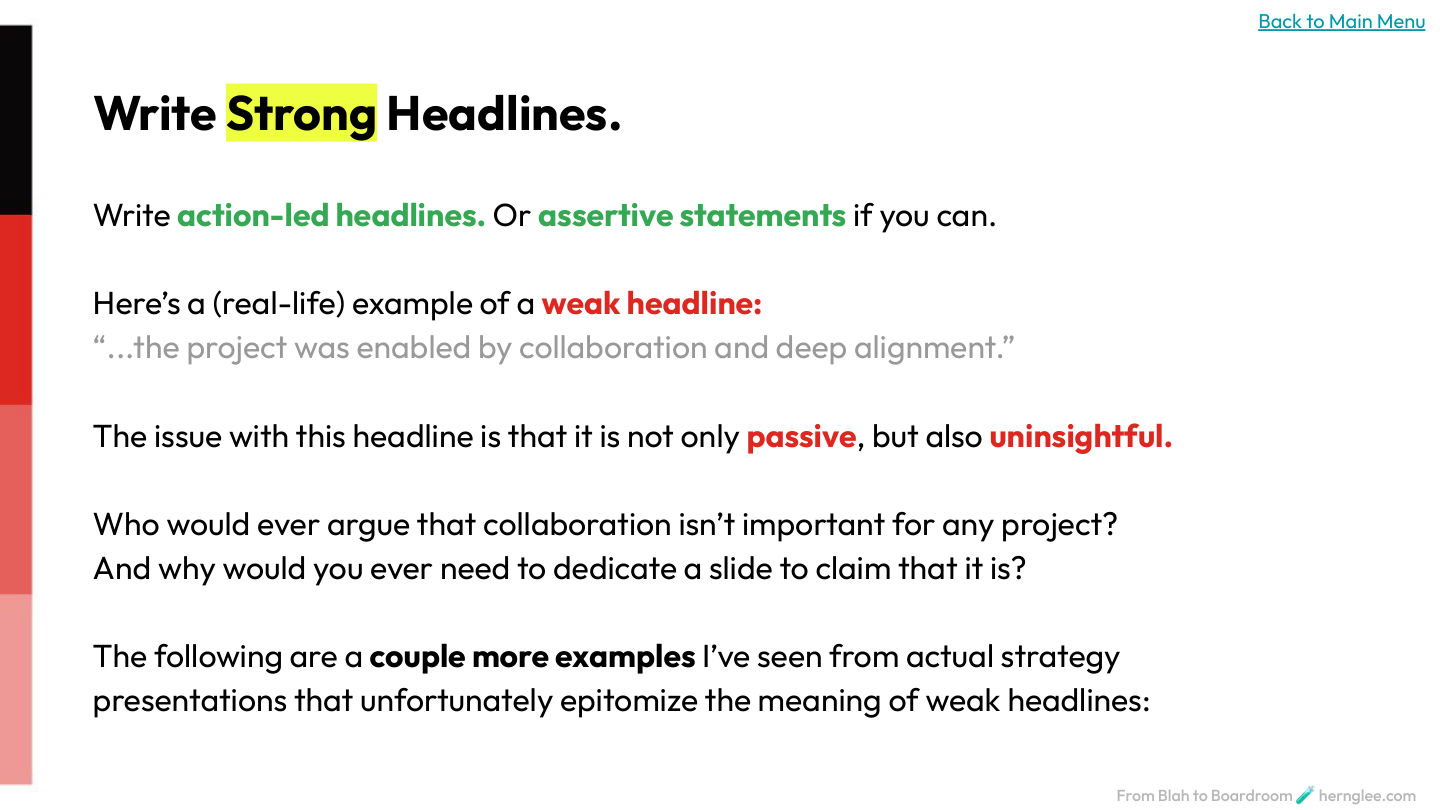 Back to Main Menu
Write Strong Headlines.
Write action-led headlines. Or assertive statements if you can.
Here’s a (real-life) example of a weak headline:
“...the project was enabled by collaboration and deep alignment.”
The issue with this headline is that it is not only passive, but also uninsightful.
Who would ever argue that collaboration isn’t important for any project?
And why would you ever need to dedicate a slide to claim that it is?
The following are a couple more examples I’ve seen from actual strategy
presentations that unfortunately epitomize the meaning of weak headlines:
From Blah to Boardroom 🧪 hernglee.com